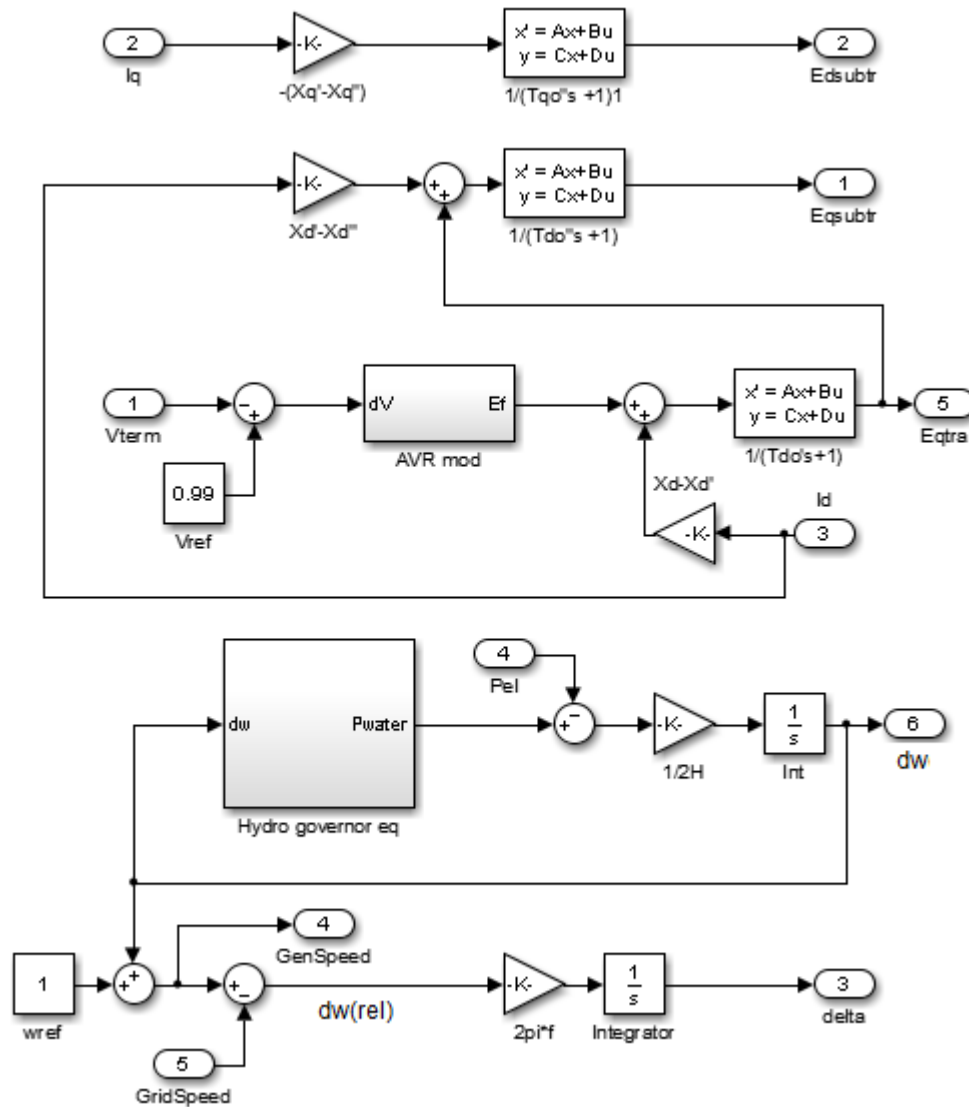 2
Iq
-K-
-(Xq'-Xq'')
x' = Ax+Bu
y = Cx+Du
1/(Tqo''s +1)1
2
Edsubtr
-K-
Xd'-Xd''
+
+
x' = Ax+Bu
y = Cx+Du
1/(Tdo''s +1)
1
Eqsubtr
1
Vterm
−
+
0.99
Vref
dV
Ef
AVR mod
+
+
x' = Ax+Bu
y = Cx+Du
1/(Tdo's+1)
5
Eqtra
Xd-Xd'
-K-
Id
3
dw
Pwater
Hydro governor eq
4
Pel
+
−
-K-
1/2H
1
s
Int
6
dw
1
wref
+
+
4
GenSpeed
+
−
5
GridSpeed
dw(rel)
-K-
2pi*f
1
s
Integrator
3
delta